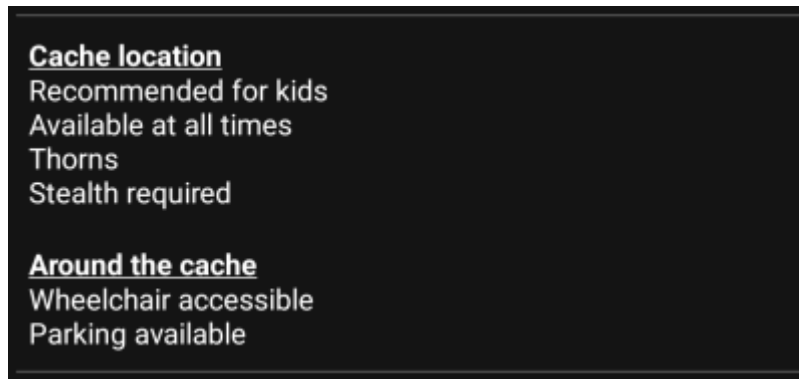 Cache location
Recommended for kids
Available at all times
Thorns
Stealth required
Around the cache
Wheelchair accessible
Parking available